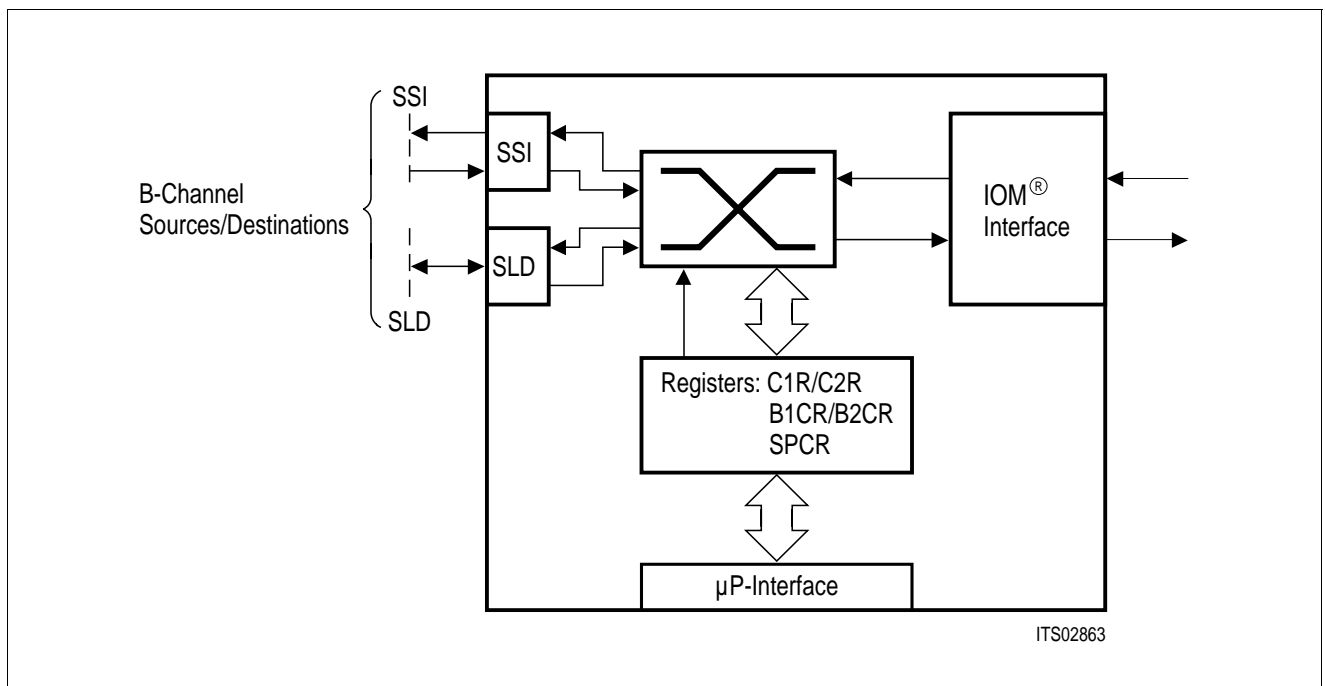 SSI
SSI
B-Channel
Sources/Destinations
SLD
SLD
IOM®
Interface
Registers: C1R/C2R
B1CR/B2CR
SPCR
µP-Interface
ITS02863